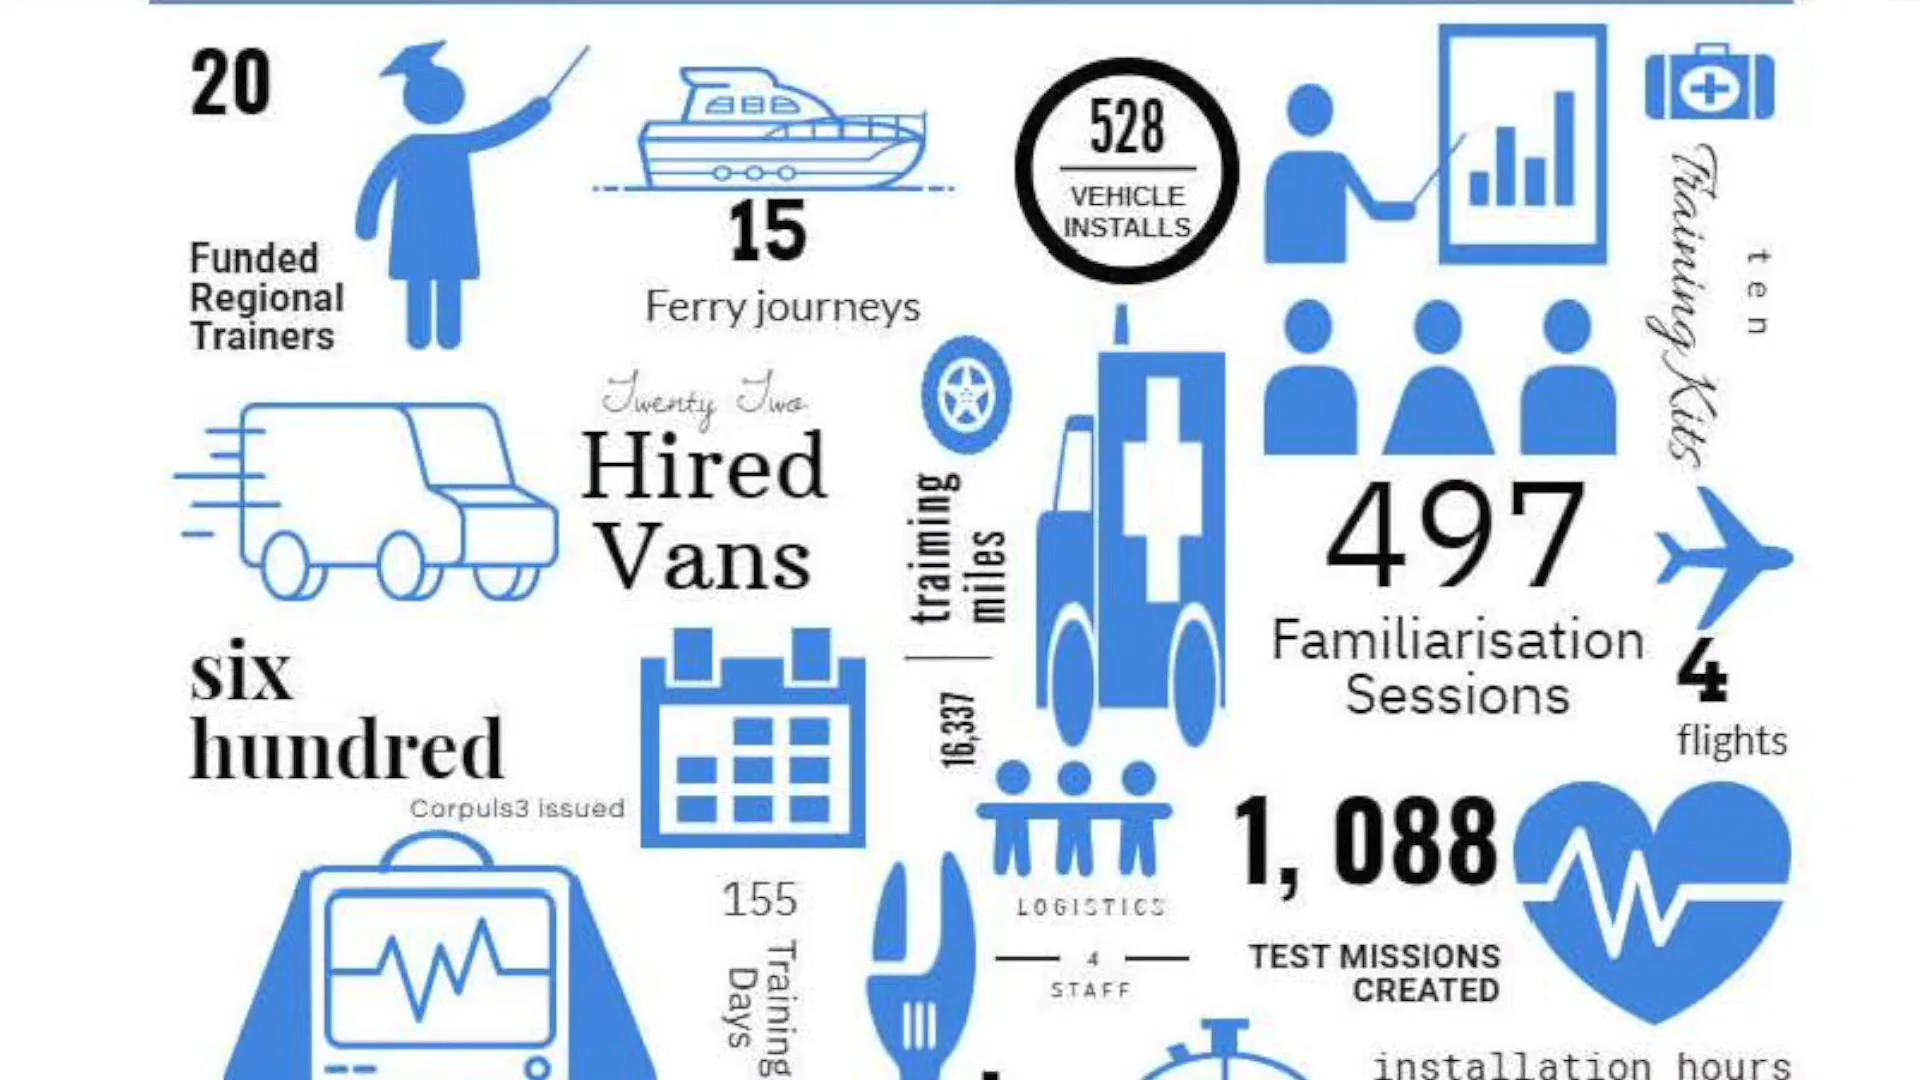 20
Funded
Regional
Trainers
15
Ferry journeys
528
VEHICLE
INSTALLS
Training Kits
ten
Twenty Two
Hired
Vans
traiming
miles
16,337
497
Familiarisation
Sessions
4
flights
six
hundred
Corpuls3 issued
155
Training
Days
LOGISTICS
4
STAFF
1, 088
TEST MISSIONS
CREATED
installation hours